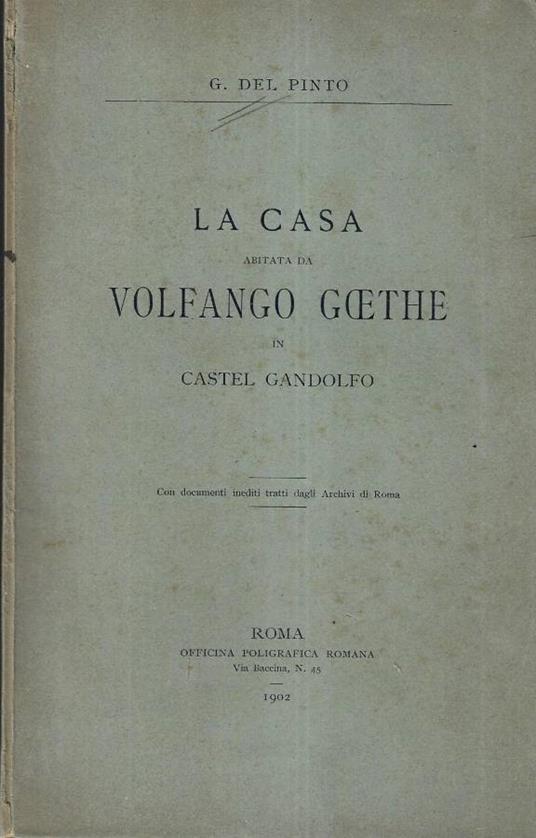 G. DEL PINTO
LA CASA
ABITATA DA
VOLFANGO GŒTHE
IN
CASTEL GANDOLFO
Con documenti inediti tratti dagli Archivi di Roma
ROMA
OFFICINA POLIGRAFICA ROMANA
Via Baccina, N. 45
1902